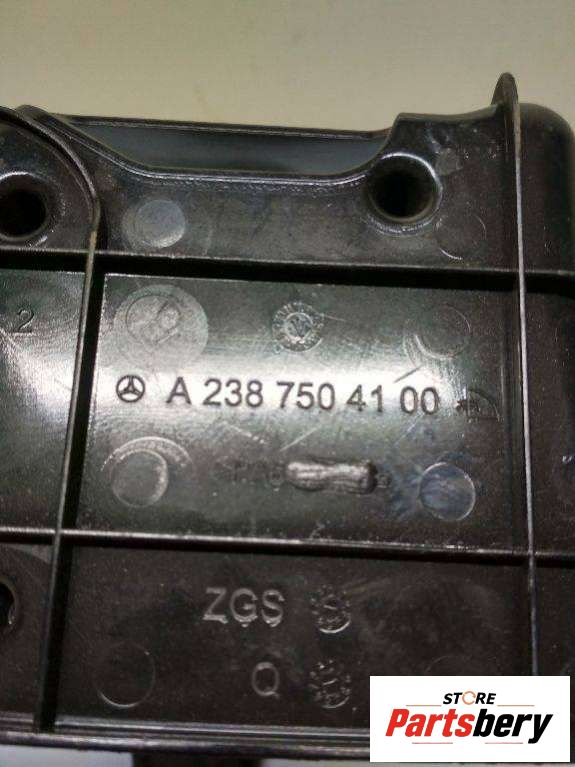 2
A 238 750 41 00
ZGS
Q
STORE
Partsbery